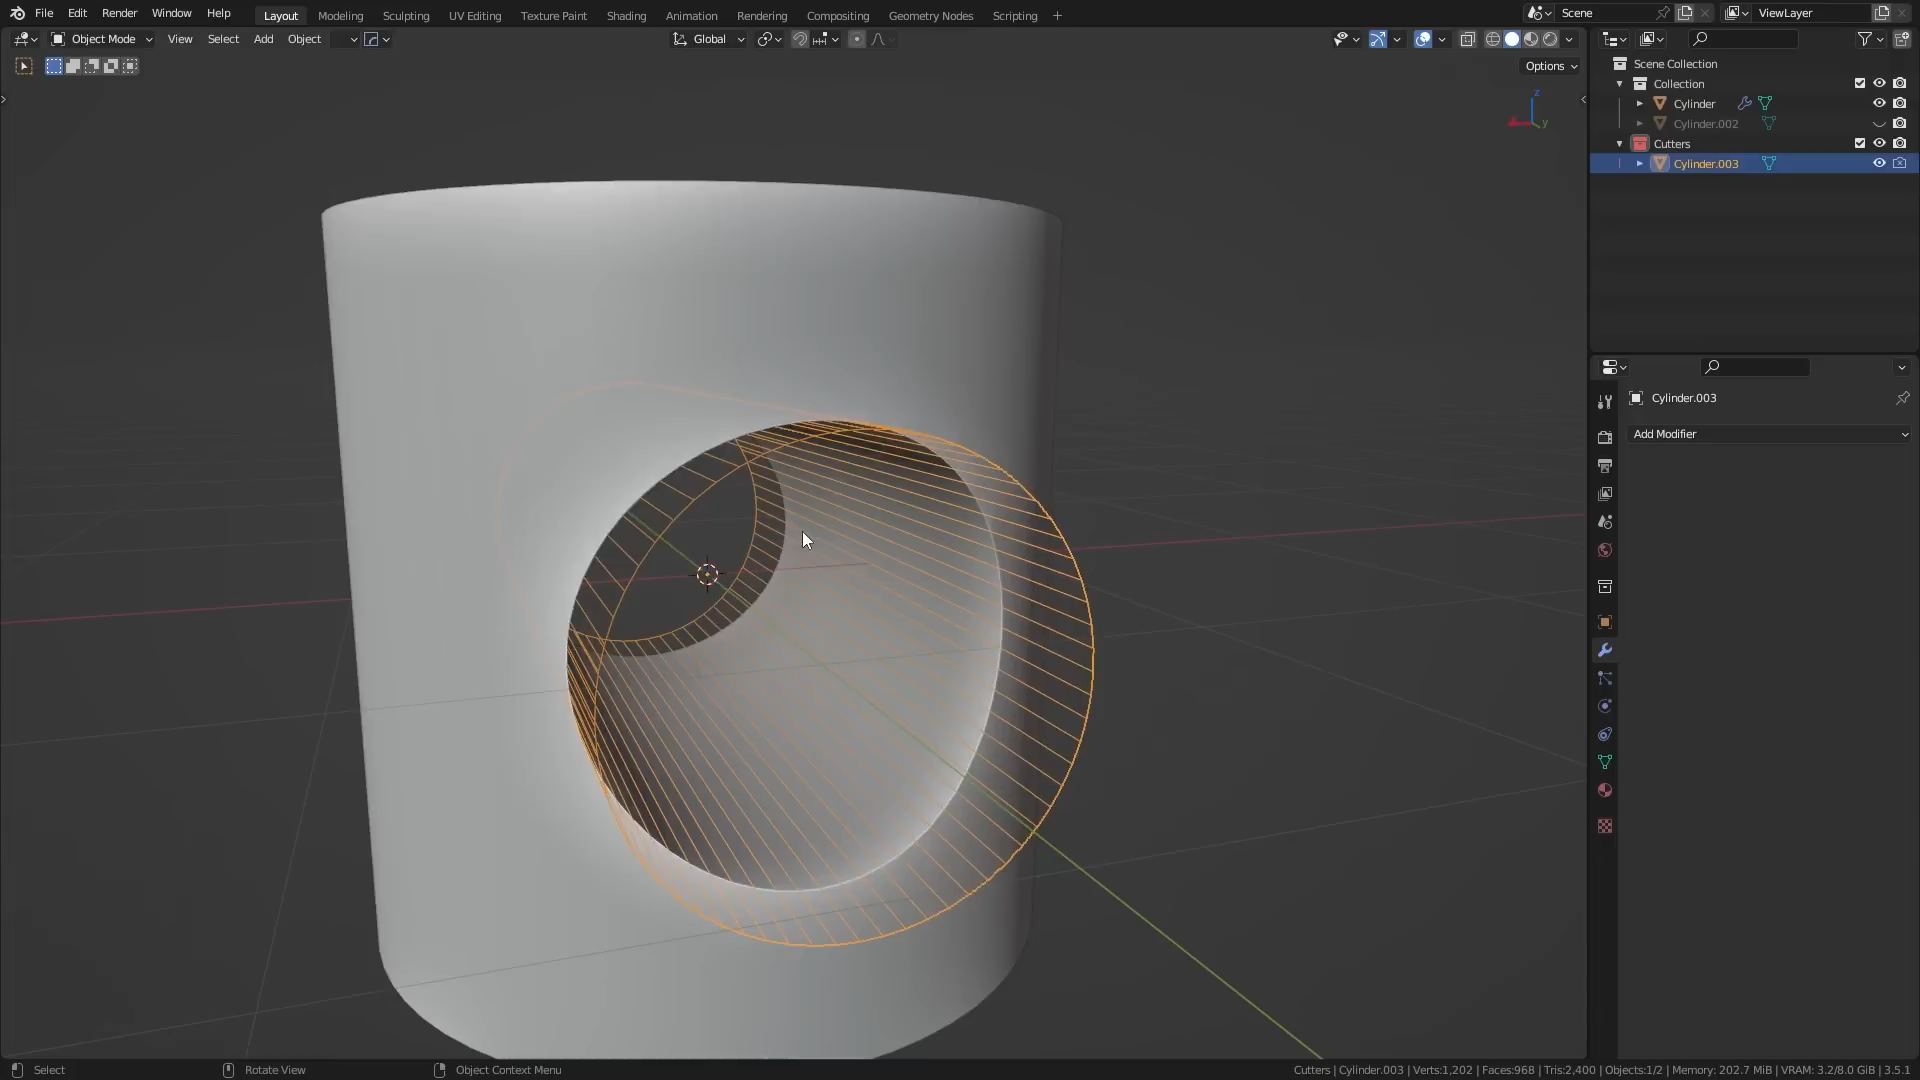 File Edit Render Window Help Layout Modeling Sculpting UV Editing Texture Paint Shading Animation Rendering Compositing Geometry Nodes Scripting + Scene ViewLayer
Object Mode View Select Add Object Global
Options
Scene Collection
Collection
Cylinder
Cylinder.002
Cutters
Cylinder.003
z
y
Cylinder.003
Add Modifier
Select Rotate View Object Context Menu Cutters | Cylinder.003 | Verts:1,202 | Faces:968 | Tris:2,400 | Objects:1/2 | Memory: 202.7 MiB | VRAM: 3.2/8.0 GiB | 3.5.1